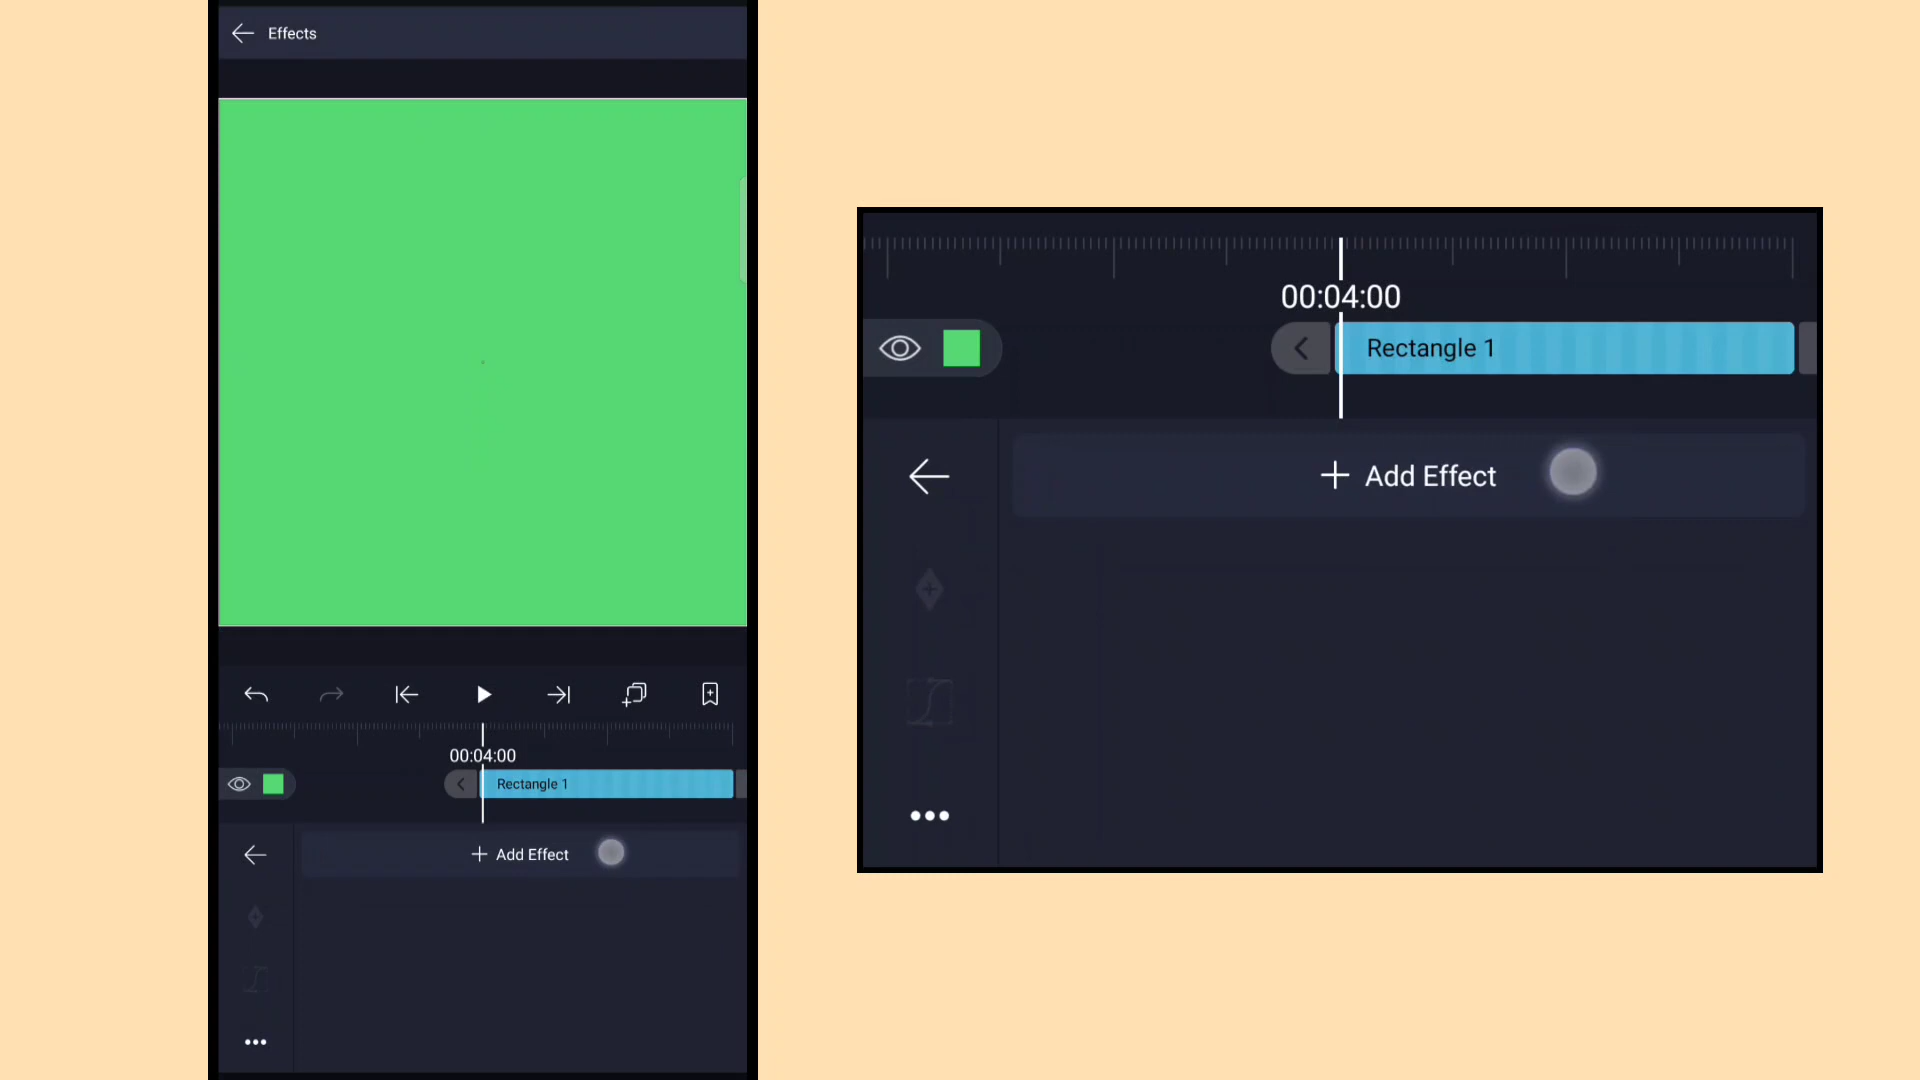 Effects
00:04:00
Rectangle 1
+ Add Effect
00:04:00
Rectangle 1
+ Add Effect